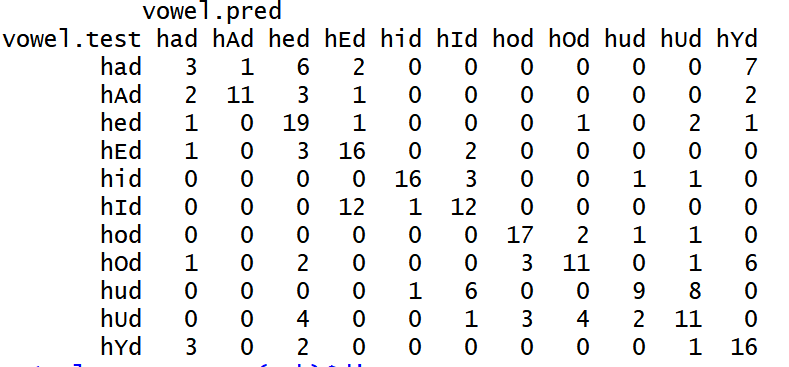 vowel.pred
vowel.test had hAd hed hEd hid hId hod hOd hud hUd hYd
had 3 1 6 2 0 0 0 0 0 0 7
hAd 2 11 3 1 0 0 0 0 0 0 2
hed 1 0 19 1 0 0 0 1 0 2 1
hEd 1 0 3 16 0 2 0 0 0 0 0
hid 0 0 0 0 16 3 0 0 1 1 0
hId 0 0 0 12 1 12 0 0 0 0 0
hod 0 0 0 0 0 0 17 2 1 1 0
hOd 1 0 2 0 0 0 3 11 0 1 6
hud 0 0 0 0 1 6 0 0 9 8 0
hUd 0 0 4 0 0 1 3 4 2 11 0
hYd 3 0 2 0 0 0 0 0 0 1 16